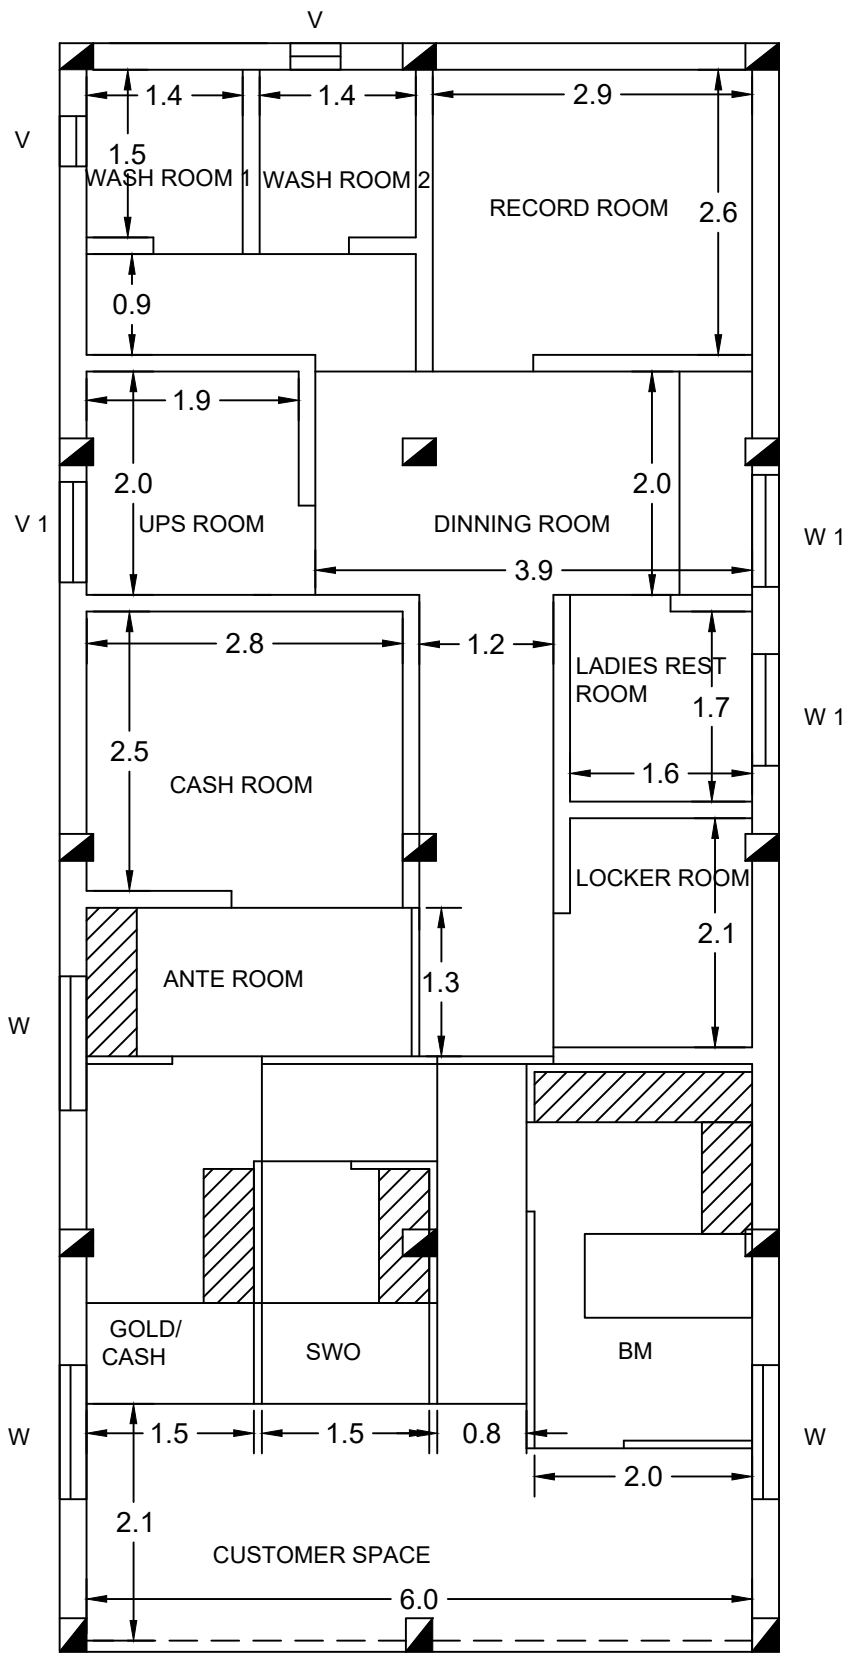 V
1.4
1.4
2.9
V
1.5
WASH ROOM 1
WASH ROOM 2
RECORD ROOM
2.6
0.9
1.9
2.0
2.0
V 1
UPS ROOM
DINNING ROOM
W 1
3.9
2.8
1.2
LADIES REST
ROOM
1.7
W 1
2.5
1.6
CASH ROOM
LOCKER ROOM
2.1
ANTE ROOM
1.3
W
GOLD/
CASH
SWO
BM
W
1.5
1.5
0.8
W
2.0
2.1
CUSTOMER SPACE
6.0